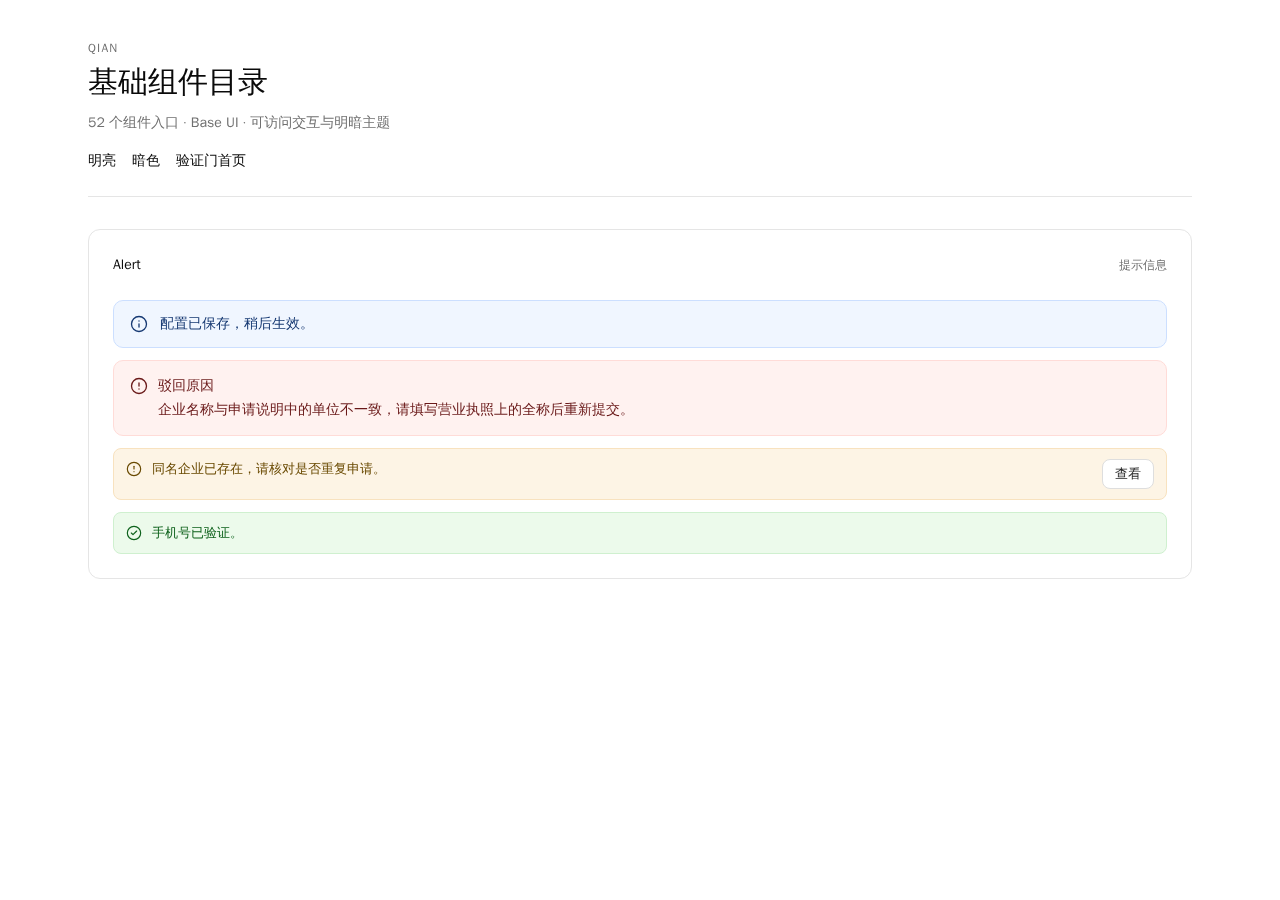 QIAN
基础组件目录
52 个组件入口 · Base UI · 可访问交互与明暗主题
明亮 暗色 验证门首页
Alert 提示信息
配置已保存，稍后生效。
驳回原因
企业名称与申请说明中的单位不一致，请填写营业执照上的全称后重新提交。
同名企业已存在，请核对是否重复申请。 查看
手机号已验证。